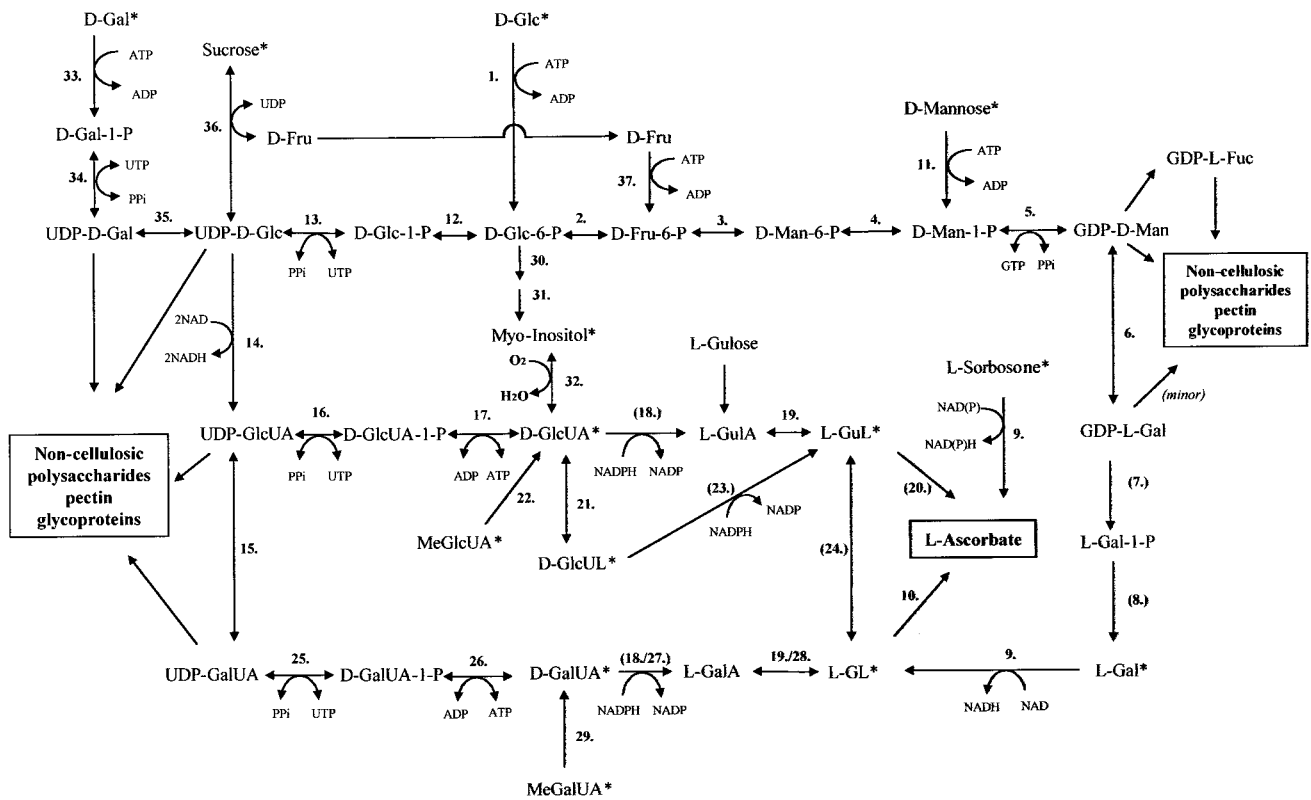 D-Gal* D-Glc*
Sucrose*
ATP ATP
33. 1.
ADP UDP ADP D-Mannose*
36.
D-Gal-1-P D-Fru D-Fru
UTP ATP 11. ATP GDP-L-Fuc
34. 37.
PPi ADP ADP
35. 13. 12. 2. 3. 4. 5.
UDP-D-Gal UDP-D-Glc D-Glc-1-P D-Glc-6-P D-Fru-6-P D-Man-6-P D-Man-1-P GDP-D-Man
PPi UTP 30. GTP PPi Non-cellulosic
polysaccharides
31. pectin
glycoproteins
2NAD Myo-Inositol* L-Gulose 6.
14. O2
2NADH 32. L-Sorbosone*
H2O (minor)
NAD(P)
16. 17. (18.) 19. 9.
UDP-GlcUA D-GlcUA-1-P D-GlcUA* L-GulA L-GuL* GDP-L-Gal
NAD(P)H
Non-cellulosic PPi UTP ADP ATP NADPH NADP (20.)
polysaccharides (23.) (7.)
pectin 22. 21. NADP
glycoproteins NADPH
MeGlcUA* L-Ascorbate L-Gal-1-P
15. D-GlcUL* (24.)
10. (8.)
25. 26. (18./27.) 19./28. 9.
UDP-GalUA D-GalUA-1-P D-GalUA* L-GalA L-GL* L-Gal*
PPi UTP ADP ATP NADPH NADP NADH NAD
29.
MeGalUA*